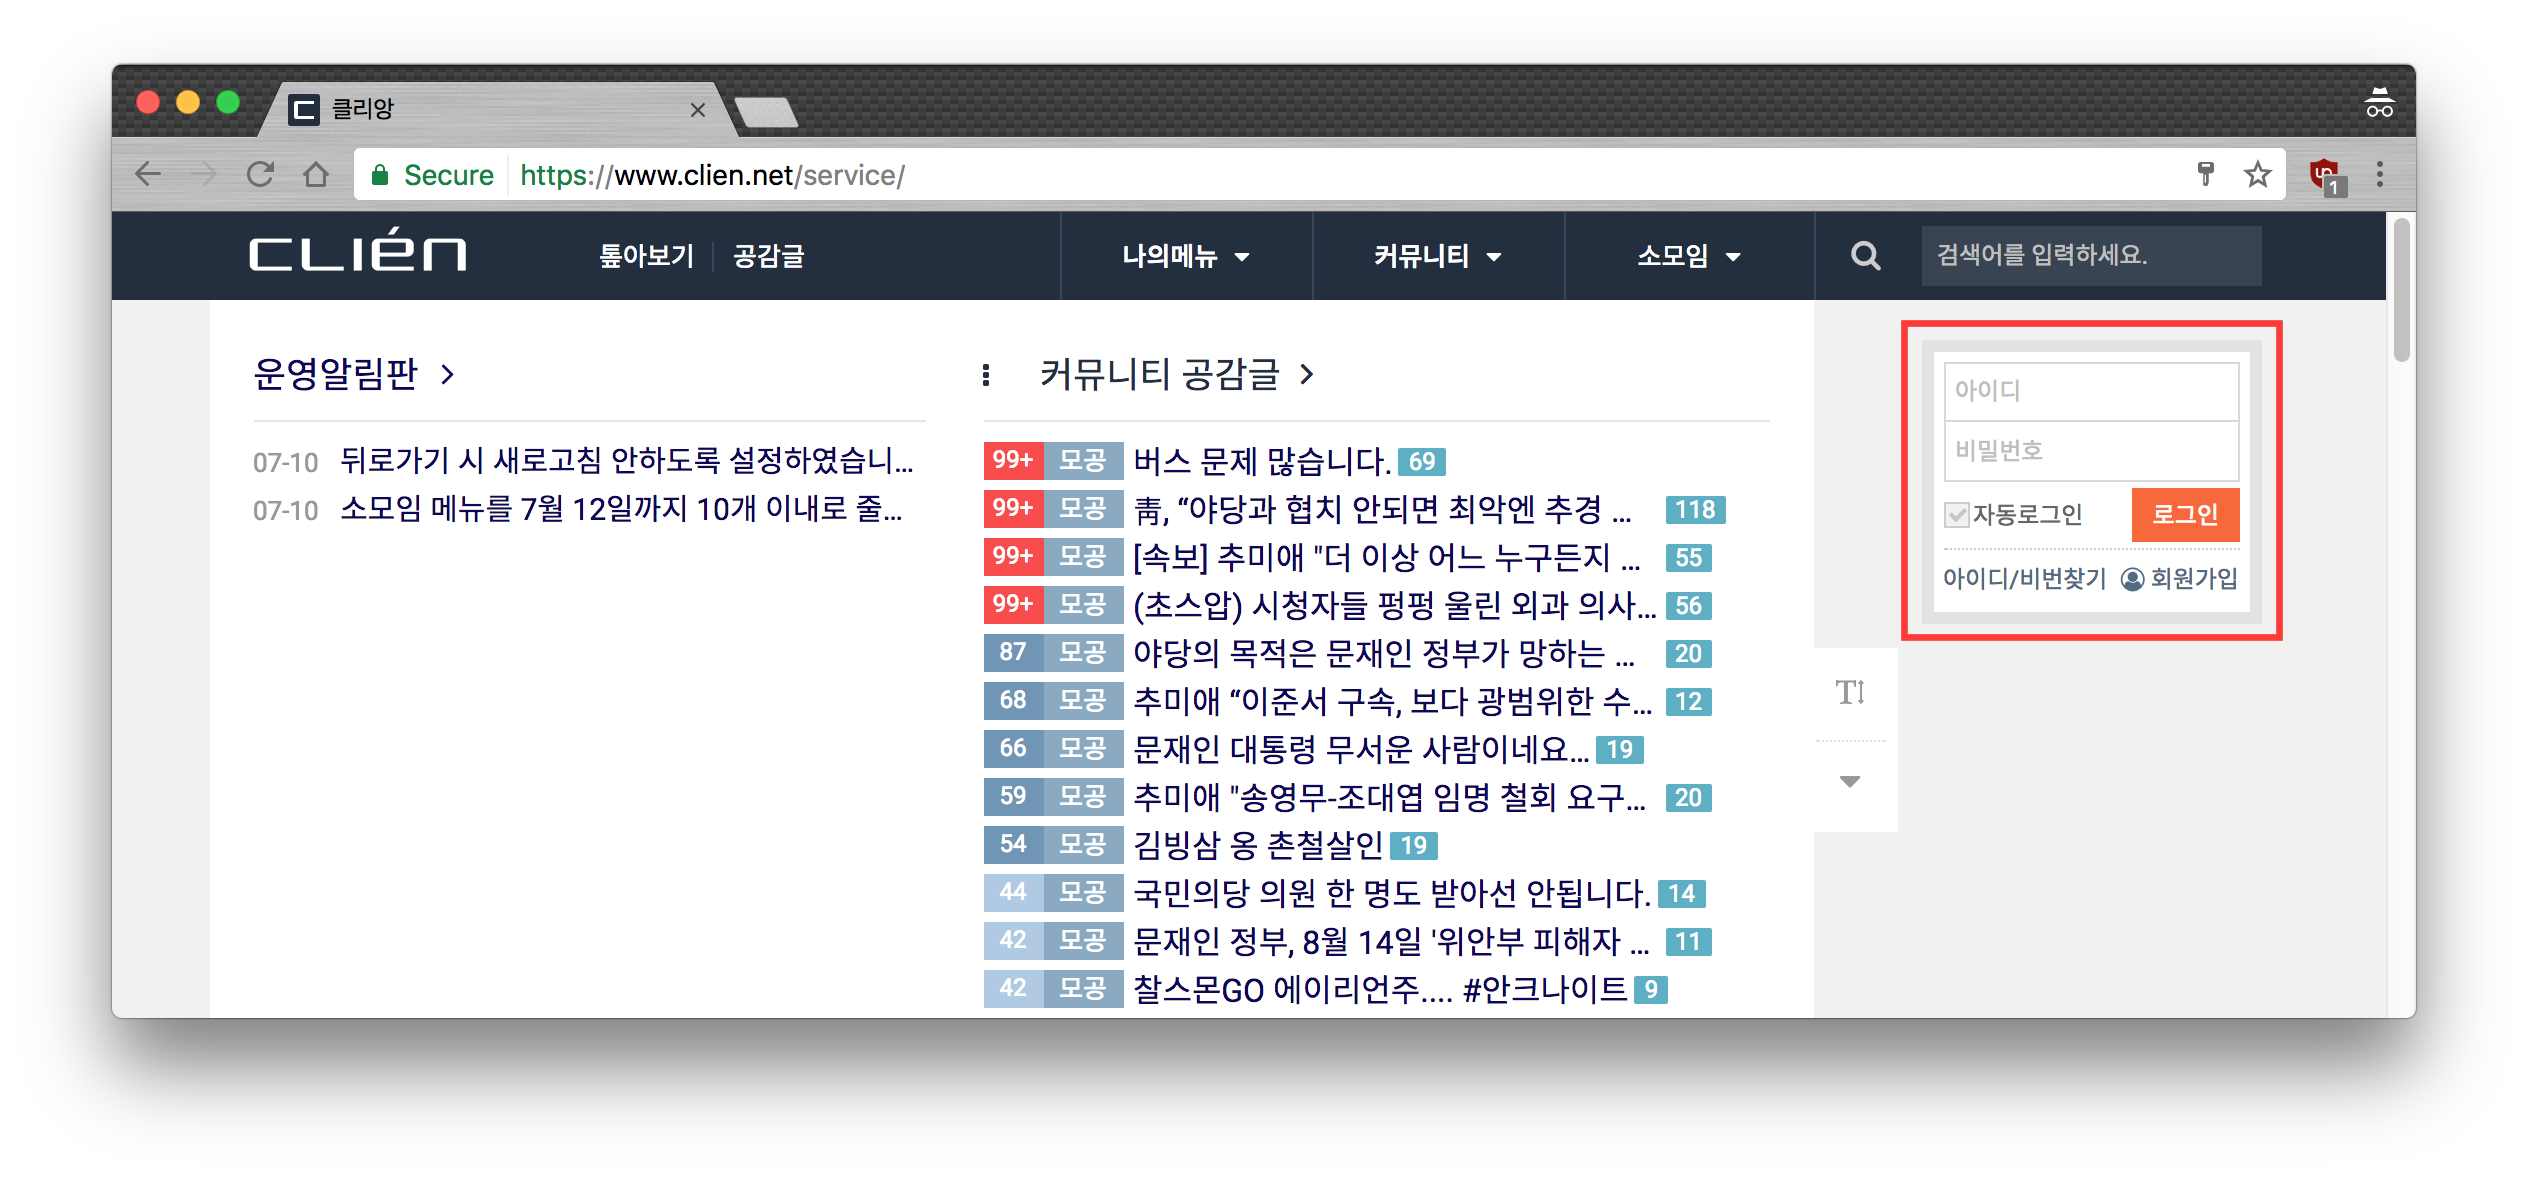 클리앙
Secure https://www.clien.net/service/
1
CLIéN 톺아보기 공감글 나의메뉴 커뮤니티 소모임 검색어를 입력하세요.
운영알림판
07-10 뒤로가기 시 새로고침 안하도록 설정하였습니...
07-10 소모임 메뉴를 7월 12일까지 10개 이내로 줄...
커뮤니티 공감글
99+ 모공 버스 문제 많습니다. 69
99+ 모공 靑, “야당과 협치 안되면 최악엔 추경 ... 118
99+ 모공 [속보] 추미애 "더 이상 어느 누구든지 ... 55
99+ 모공 (초스압) 시청자들 펑펑 울린 외과 의사... 56
87 모공 야당의 목적은 문재인 정부가 망하는 ... 20
68 모공 추미애 “이준서 구속, 보다 광범위한 수... 12
66 모공 문재인 대통령 무서운 사람이네요... 19
59 모공 추미애 "송영무-조대엽 임명 철회 요구... 20
54 모공 김빙삼 옹 촌철살인 19
44 모공 국민의당 의원 한 명도 받아선 안됩니다. 14
42 모공 문재인 정부, 8월 14일 '위안부 피해자 ... 11
42 모공 찰스몬GO 에이리언주.... #안크나이트 9
아이디
비밀번호
자동로그인 로그인
아이디/비번찾기 회원가입
T